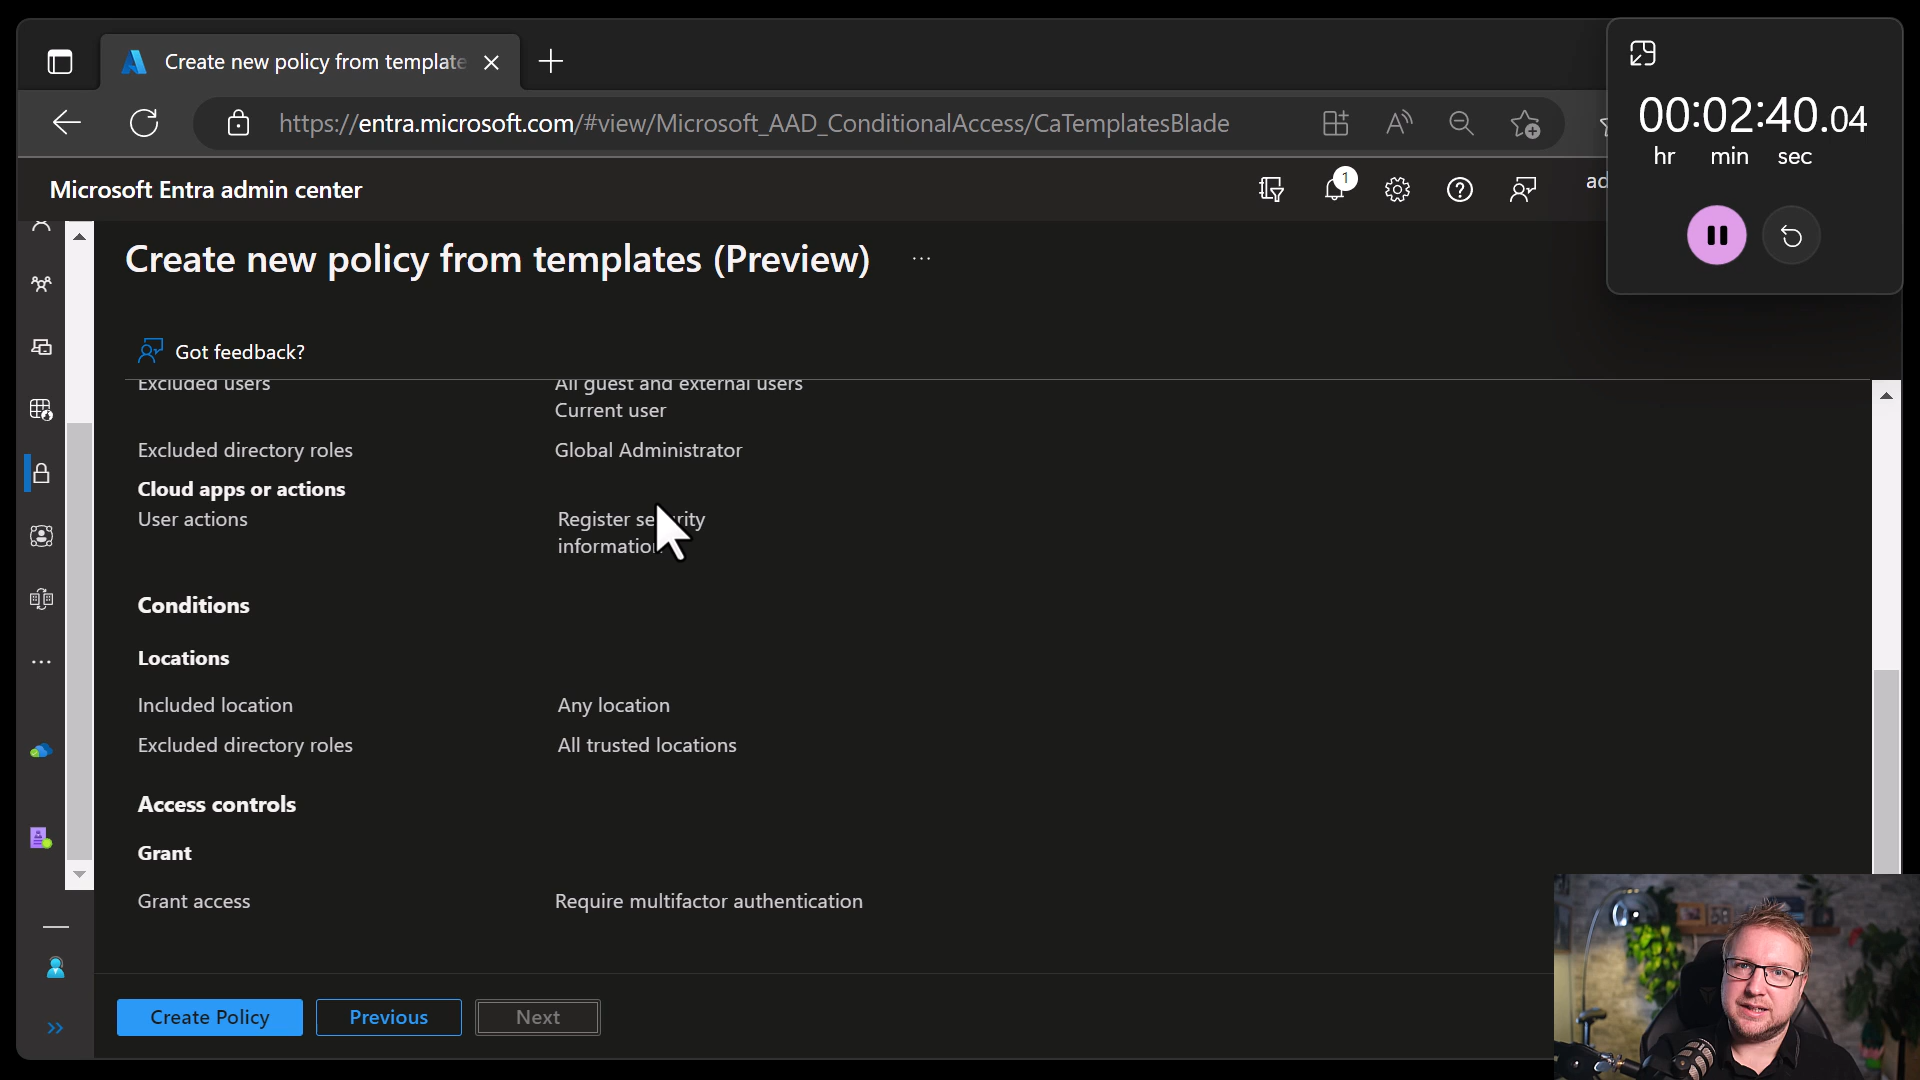 Create new policy from template
https://entra.microsoft.com/#view/Microsoft_AAD_ConditionalAccess/CaTemplatesBlade
00:02:40.04
hr min sec
Microsoft Entra admin center
1
ad
Create new policy from templates (Preview)
...
Got feedback?
Excluded users All guest and external users
Current user
Excluded directory roles Global Administrator
Cloud apps or actions
User actions Register security
information
Conditions
Locations
Included location Any location
Excluded directory roles All trusted locations
Access controls
Grant
Grant access Require multifactor authentication
Create Policy Previous Next